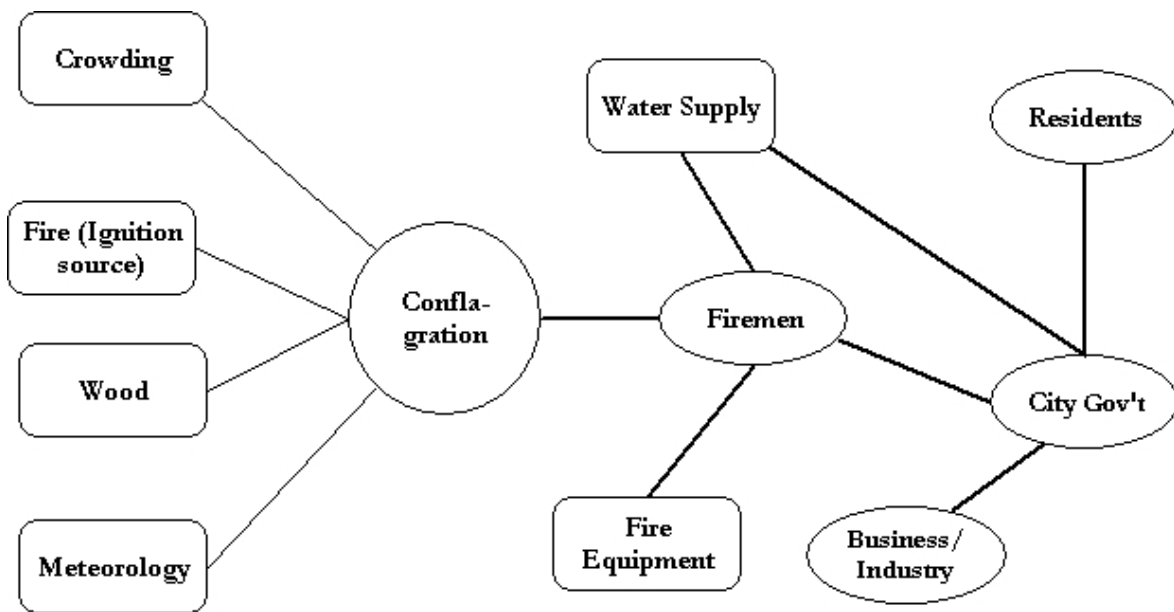 Crowding
Fire (Ignition
source)
Wood
Meteorology
Confla-
gration
Water Supply
Firemen
Fire
Equipment
Residents
City Gov't
Business/
Industry